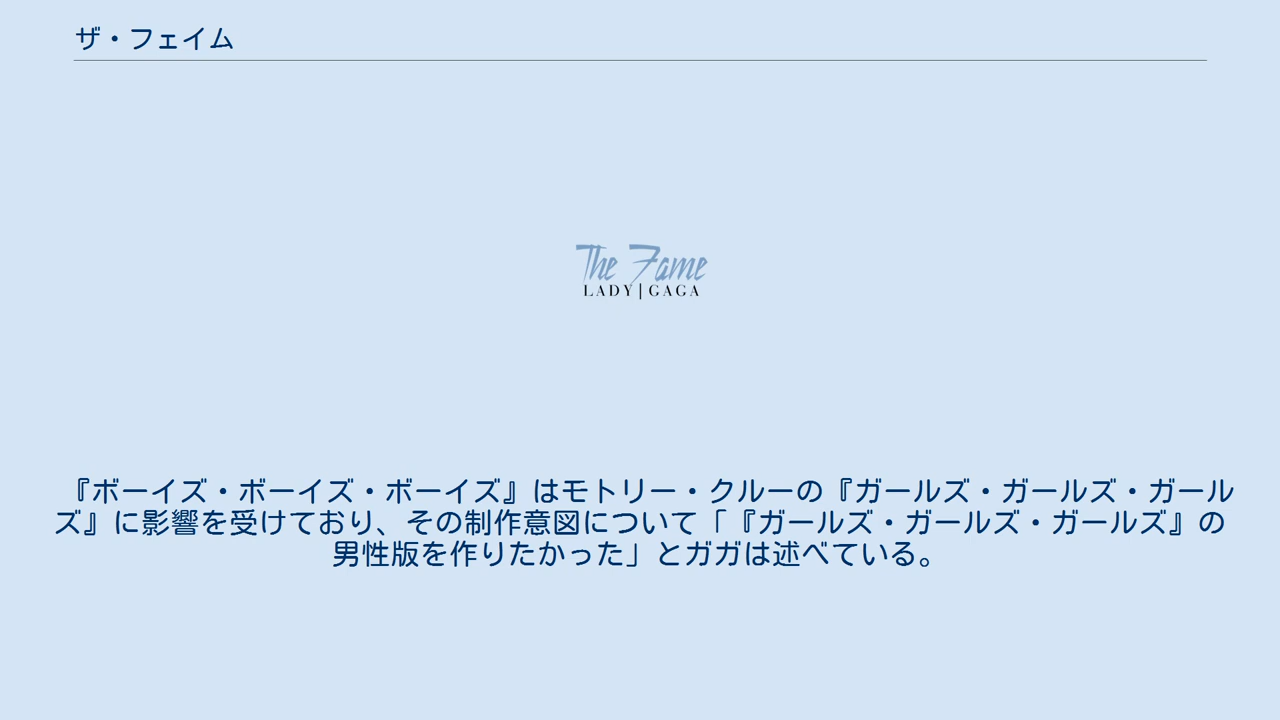 ザ・フェイム
The Fame
LADY|GAGA
『ボーイズ・ボーイズ・ボーイズ』はモトリー・クルーの『ガールズ・ガールズ・ガール
ズ』に影響を受けており、その制作意図について「『ガールズ・ガールズ・ガールズ』の
男性版を作りたかった」とガガは述べている。